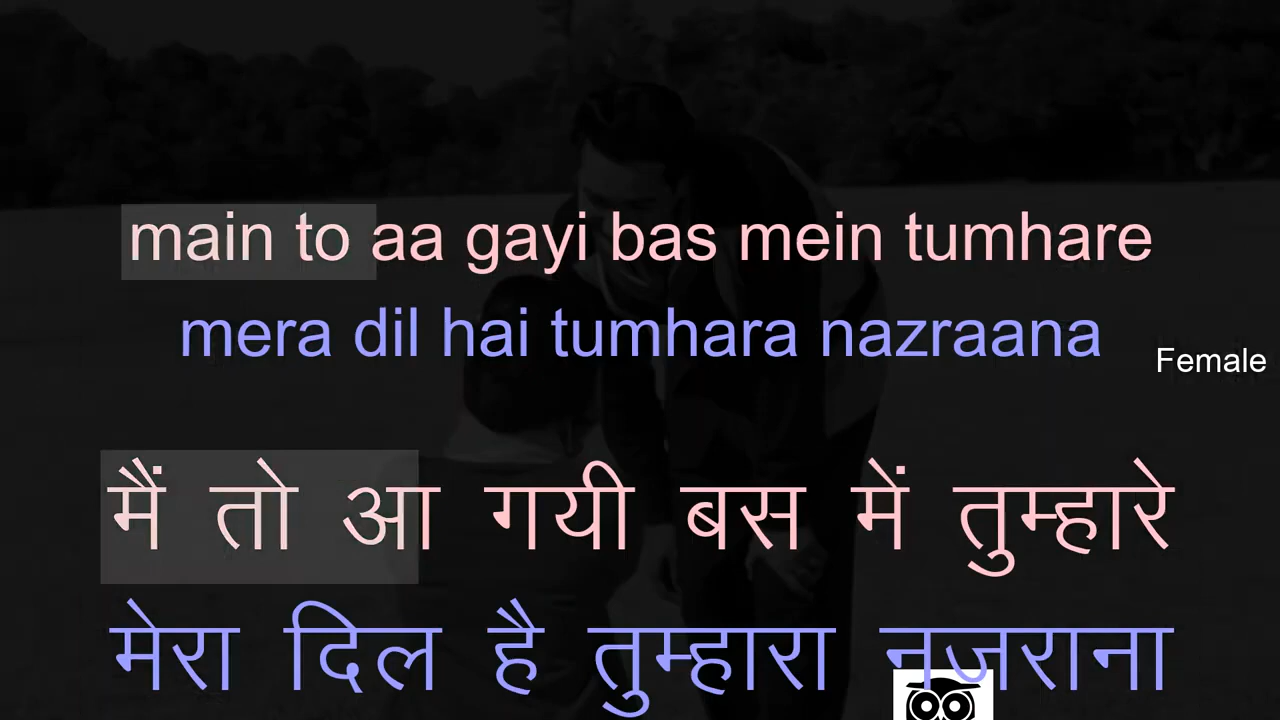 main to aa gayi bas mein tumhare
mera dil hai tumhara nazraana
Female
मैं तो आ गयी बस में तुम्हारे
मेरा दिल है तुम्हारा नजराना